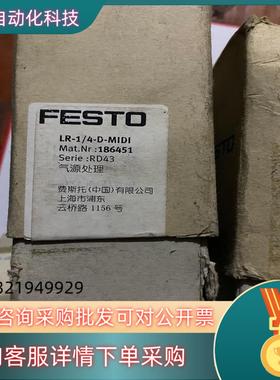 自动化科技
FESTO
LR-1/4-D-MIDI
Mat.Nr.:186451
Serie:RD43
气源处理
费斯托(中国)有限公司
上海市浦东
云桥路 1156 号
321949929
咨询采购批发可对公开票
客服详情下单采购